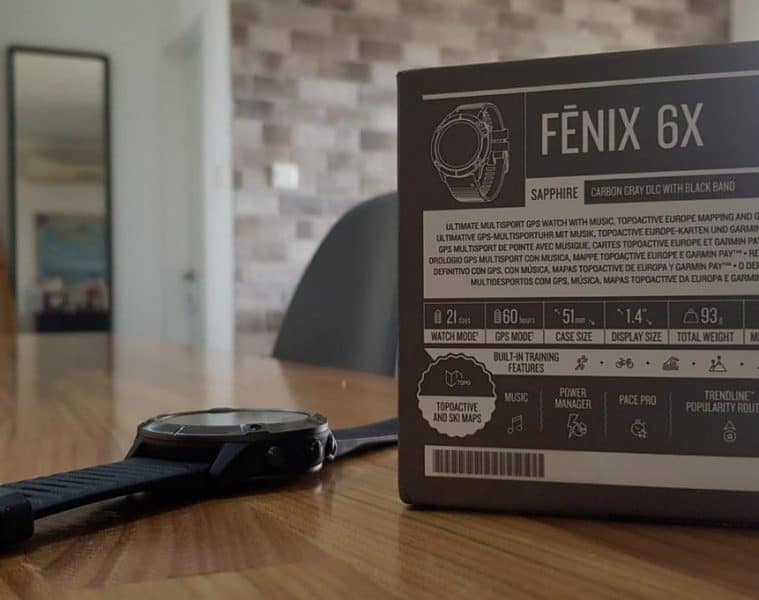 FĒNIX 6X
SAPPHIRE CARBON GRAY DLC WITH BLACK BAND
ULTIMATE MULTISPORT GPS WATCH WITH MUSIC, TOPOACTIVE EUROPE MAPPING AND G
ULTIMATIVE GPS-MULTISPORTUHR MIT MUSIK, TOPOACTIVE EUROPA-KARTEN UND GARMIN
GPS MULTISPORT DE POINTE AVEC MUSIQUE, CARTES TOPOACTIVE EUROPE ET GARMIN PAY
OROLOGIO GPS MULTISPORT CON MUSICA, MAPPE TOPOACTIVE EUROPA E GARMIN PAY™ • RE
DEFINITIVO CON GPS, CON MÚSICA, MAPAS TOPOACTIVE DE EUROPA Y GARMIN PAY™ • O DE
MULTIDESPORTOS COM GPS, MÚSICA, MAPAS TOPOACTIVE DA EUROPA E GARMIN
21 days 60 hours 51 mm 1.4" 93 g
WATCH MODE¹ GPS MODE¹ CASE SIZE DISPLAY SIZE TOTAL WEIGHT M
BUILT-IN TRAINING
FEATURES
TOPO
TOPOACTIVE
AND SKI MAPS
MUSIC
POWER
MANAGER
PACE PRO
TRENDLINE™
POPULARITY ROUT